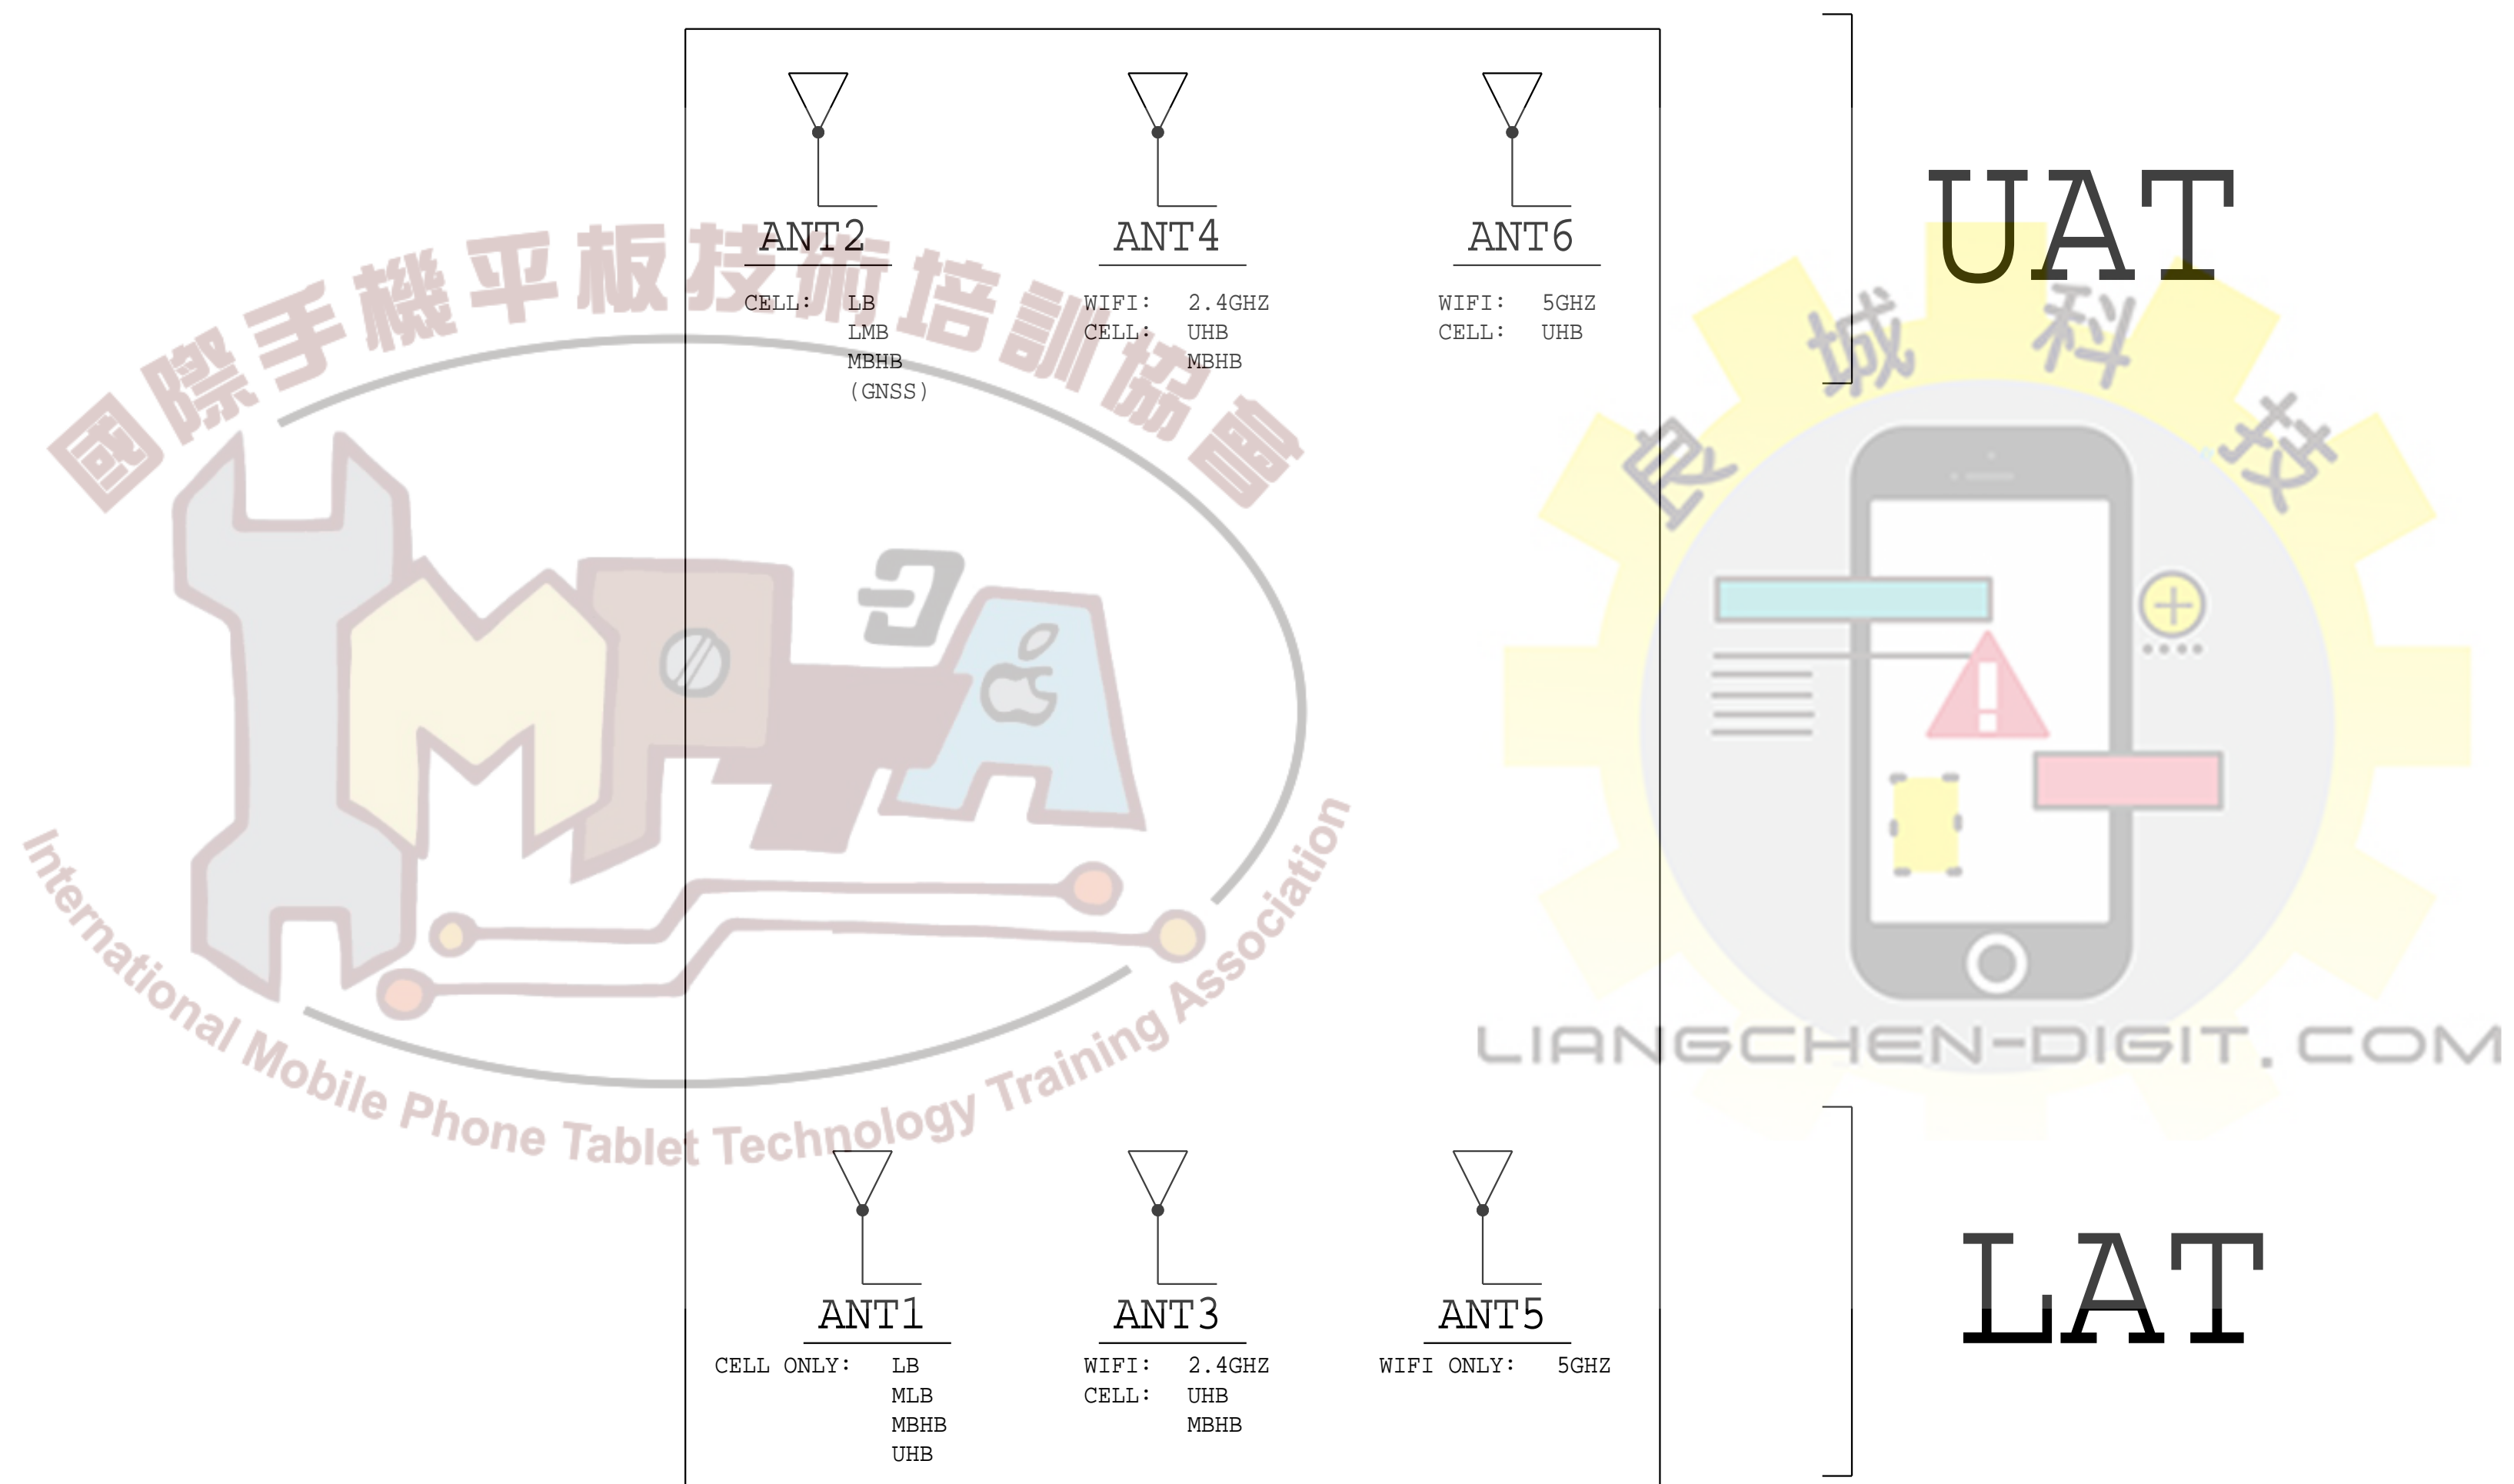 UAT
ANT2
CELL: LB
LMB
MBHB
(GNSS)
ANT4
WIFI: 2.4GHZ
CELL: UHB
MBHB
ANT6
WIFI: 5GHZ
CELL: UHB
國際手機平板技術培訓協會
IMPTTA
International Mobile Phone Tablet Technology Training Association
良城科技
LIANGCHEN-DIGIT.COM
LAT
ANT1
CELL ONLY: LB
MLB
MBHB
UHB
ANT3
WIFI: 2.4GHZ
CELL: UHB
MBHB
ANT5
WIFI ONLY: 5GHZ